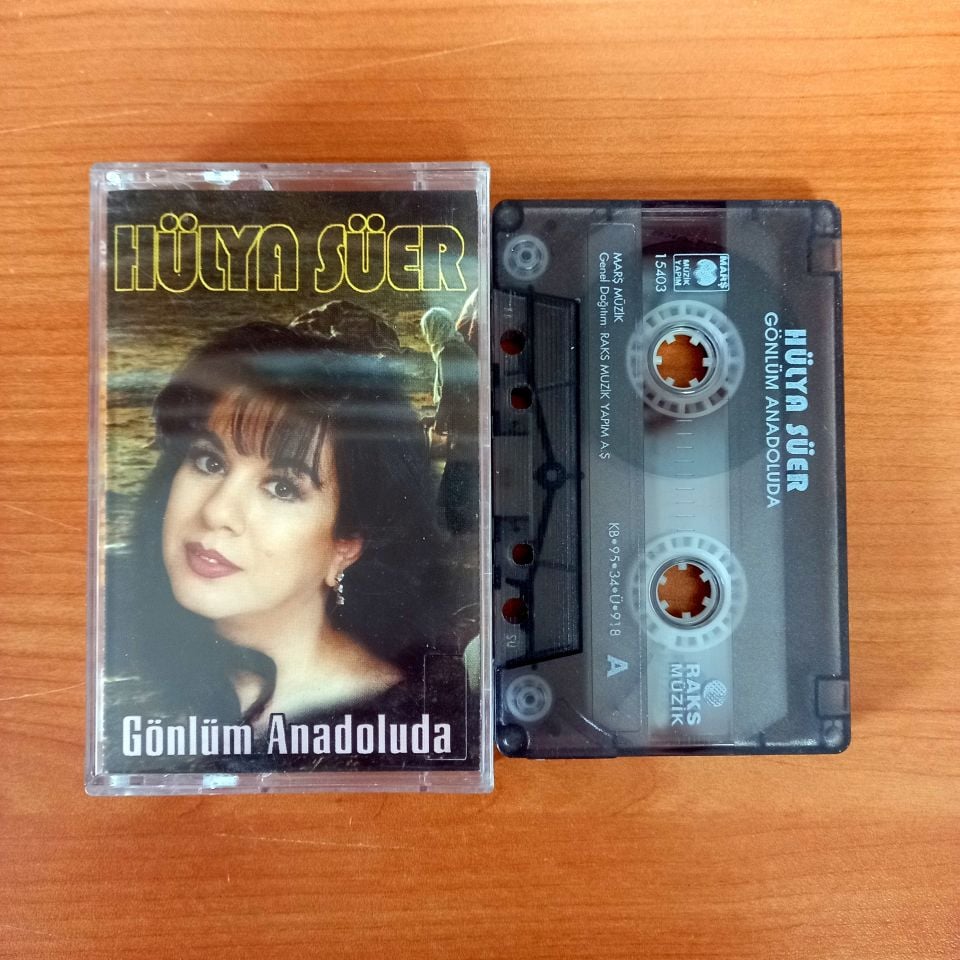 HÜLYA SÜER
Gönlüm Anadoluda
HÜLYA SÜER
GÖNLÜM ANADOLUDA
MARŞ
MÜZİK
YAPIM
15403
RAKS
MÜZİK
MARŞ MÜZİK
Genel Dağıtım RAKS MÜZİK YAPIM A.Ş
KB•95•34•Ü•918
A